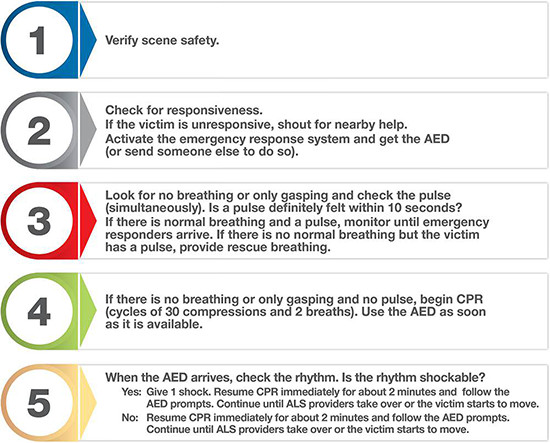 1
Verify scene safety.
2
Check for responsiveness.
If the victim is unresponsive, shout for nearby help.
Activate the emergency response system and get the AED
(or send someone else to do so).
3
Look for no breathing or only gasping and check the pulse
(simultaneously). Is a pulse definitely felt within 10 seconds?
If there is normal breathing and a pulse, monitor until emergency
responders arrive. If there is no normal breathing but the victim
has a pulse, provide rescue breathing.
4
If there is no breathing or only gasping and no pulse, begin CPR
(cycles of 30 compressions and 2 breaths). Use the AED as soon
as it is available.
5
When the AED arrives, check the rhythm. Is the rhythm shockable?
Yes: Give 1 shock. Resume CPR immediately for about 2 minutes and follow the
AED prompts. Continue until ALS providers take over or the victim starts to move.
No: Resume CPR immediately for about 2 minutes and follow the AED prompts.
Continue until ALS providers take over or the victim starts to move.